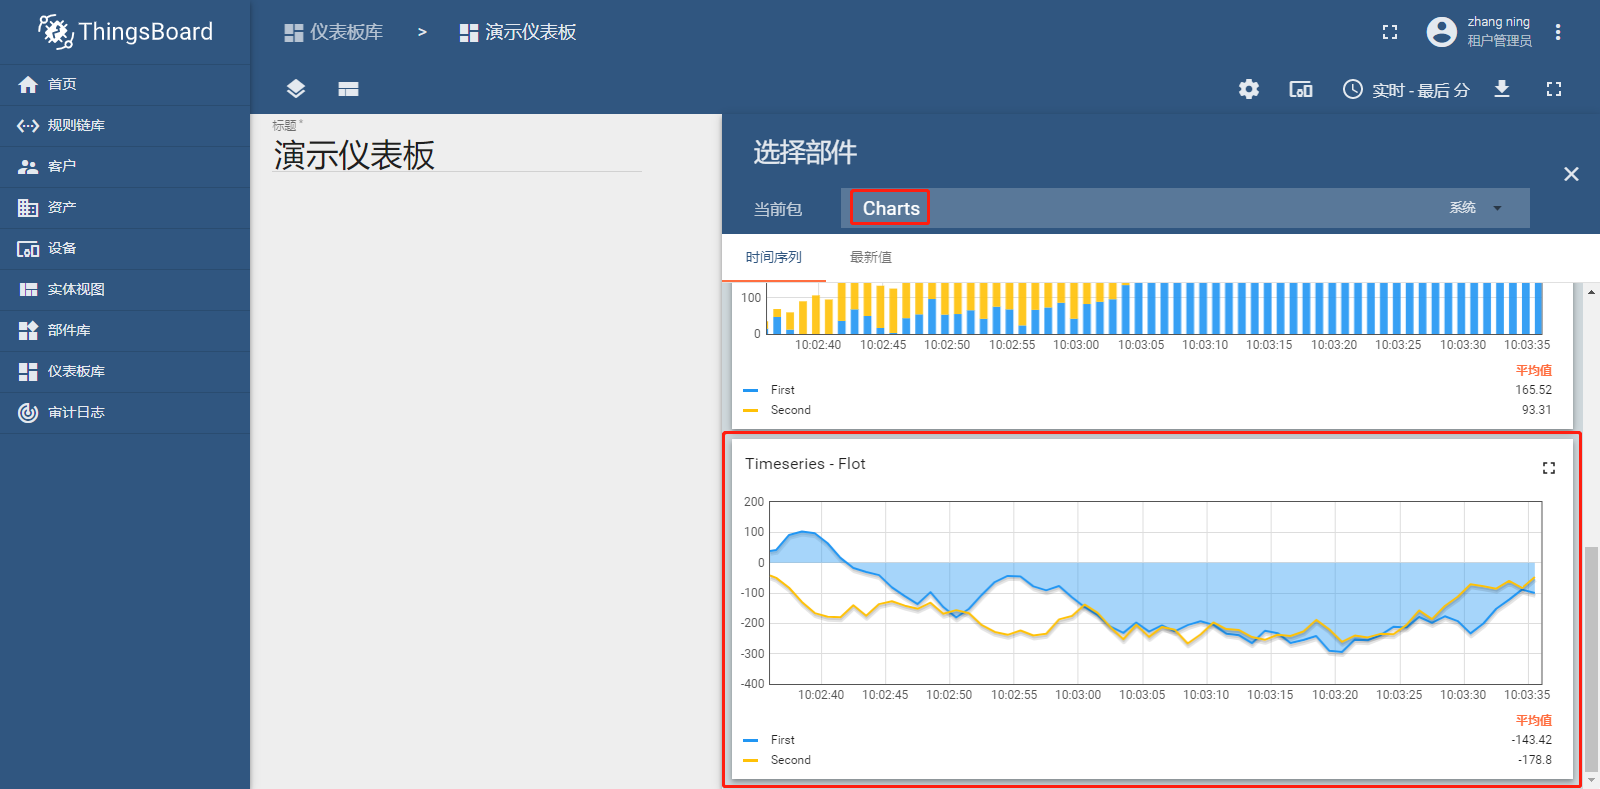 ThingsBoard
仪表板库 > 演示仪表板
zhang ning
租户管理员
首页
规则链库
客户
资产
设备
实体视图
部件库
仪表板库
审计日志
实时 - 最后 分
标题 *
演示仪表板
选择部件
当前包 Charts 系统
时间序列 最新值
100
0
10:02:40 10:02:45 10:02:50 10:02:55 10:03:00 10:03:05 10:03:10 10:03:15 10:03:20 10:03:25 10:03:30 10:03:35
平均值
First 165.52
Second 93.31
Timeseries - Flot
200
100
0
-100
-200
-300
-400
10:02:40 10:02:45 10:02:50 10:02:55 10:03:00 10:03:05 10:03:10 10:03:15 10:03:20 10:03:25 10:03:30 10:03:35
平均值
First -143.42
Second -178.8